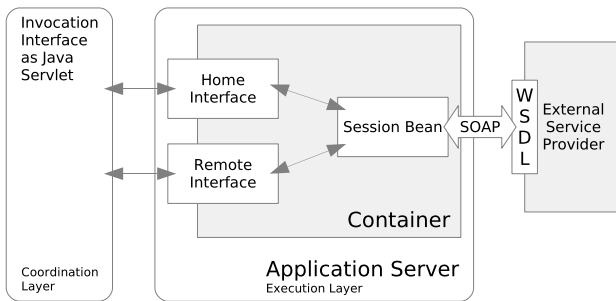 Invocation
Interface
as Java
Servlet
Coordination
Layer
Home
Interface
Remote
Interface
Session Bean
Container
Application Server
Execution Layer
SOAP
W
S
D
L
External
Service
Provider